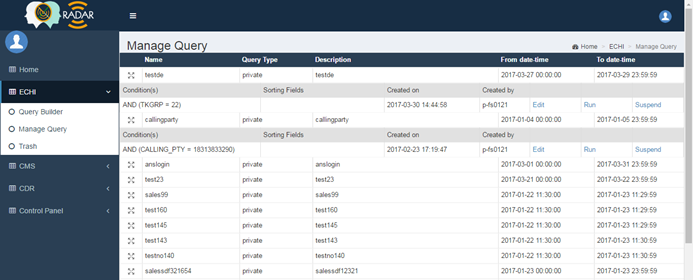 RADAR
Manage Query
Home ECHI Manage Query
Home
ECHI
Query Builder
Manage Query
Trash
CMS
CDR
Control Panel
Name Query Type Description From date-time To date-time
testde private testde 2017-03-27 00:00:00 2017-03-29 23:59:59
Condition(s) Sorting Fields Created on Created by
AND (TKGRP = 22) 2017-03-30 14:44:58 p-fs0121 Edit Run Suspend
callingparty private callingparty 2017-01-04 00:00:00 2017-01-05 23:59:59
Condition(s) Sorting Fields Created on Created by
AND (CALLING_PTY = 18313833290) 2017-02-23 17:19:47 p-fs0121 Edit Run Suspend
anslogin private anslogin 2017-03-01 00:00:00 2017-03-31 23:59:59
test23 private test23 2017-03-21 00:00:00 2017-03-22 23:59:59
sales99 private sales99 2017-01-22 11:30:00 2017-01-23 11:29:59
test160 private test160 2017-01-22 11:30:00 2017-01-23 11:29:59
test145 private test145 2017-01-22 11:30:00 2017-01-23 11:29:59
test143 private test143 2017-01-22 11:30:00 2017-01-23 11:30:59
testno140 private testno140 2017-01-22 11:30:00 2017-01-23 11:30:59
salessdf321654 private salessdf12321 2017-01-23 00:00:00 2017-01-23 23:59:59